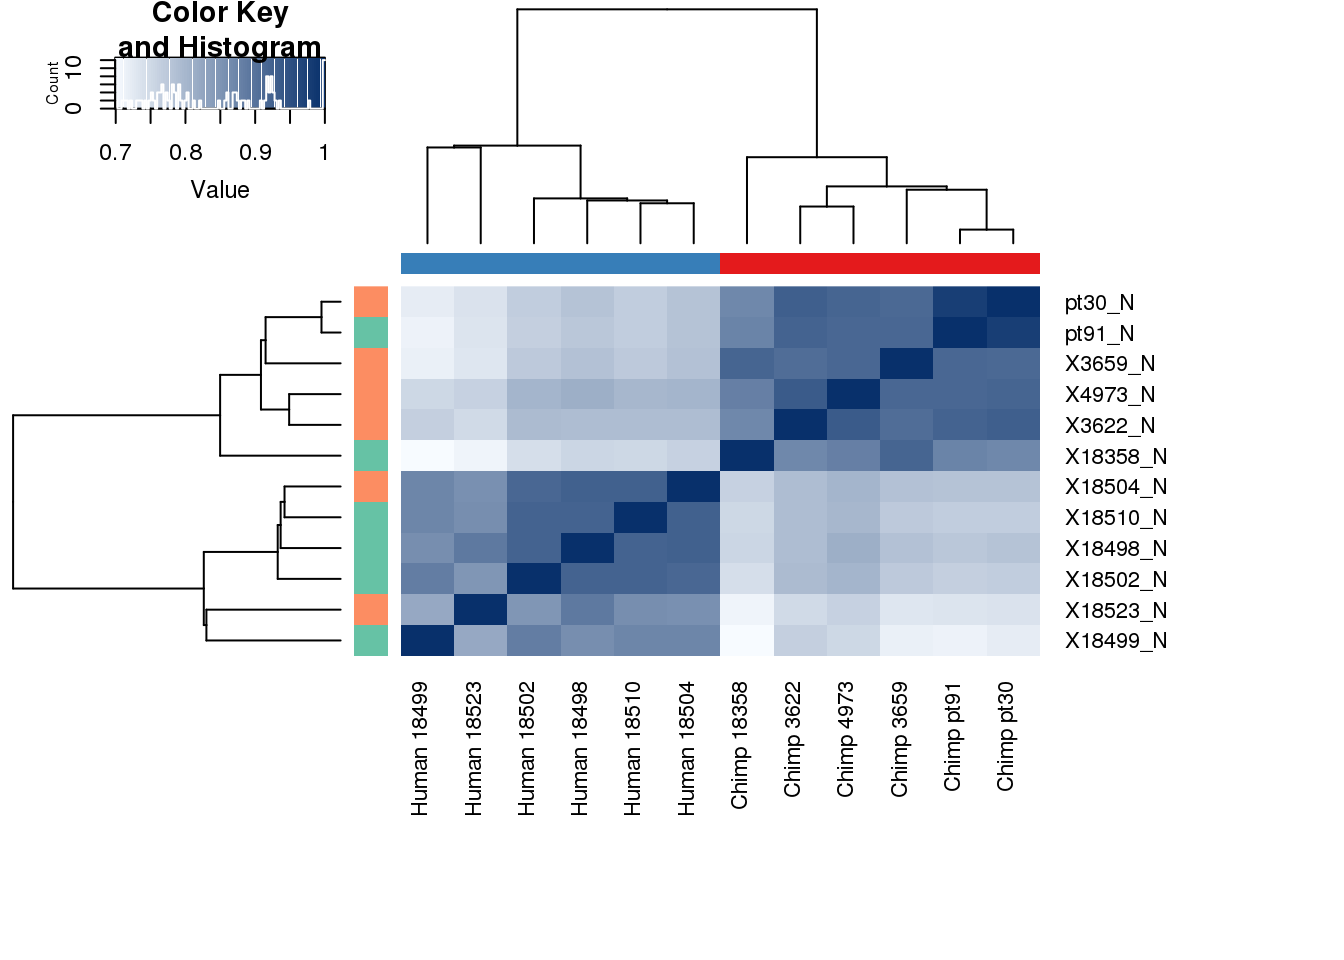 Color Key
and Histogram
Count
0 10
0.7 0.8 0.9 1
Value
pt30_N
pt91_N
X3659_N
X4973_N
X3622_N
X18358_N
X18504_N
X18510_N
X18498_N
X18502_N
X18523_N
X18499_N
Human 18499
Human 18523
Human 18502
Human 18498
Human 18510
Human 18504
Chimp 18358
Chimp 3622
Chimp 4973
Chimp 3659
Chimp pt91
Chimp pt30